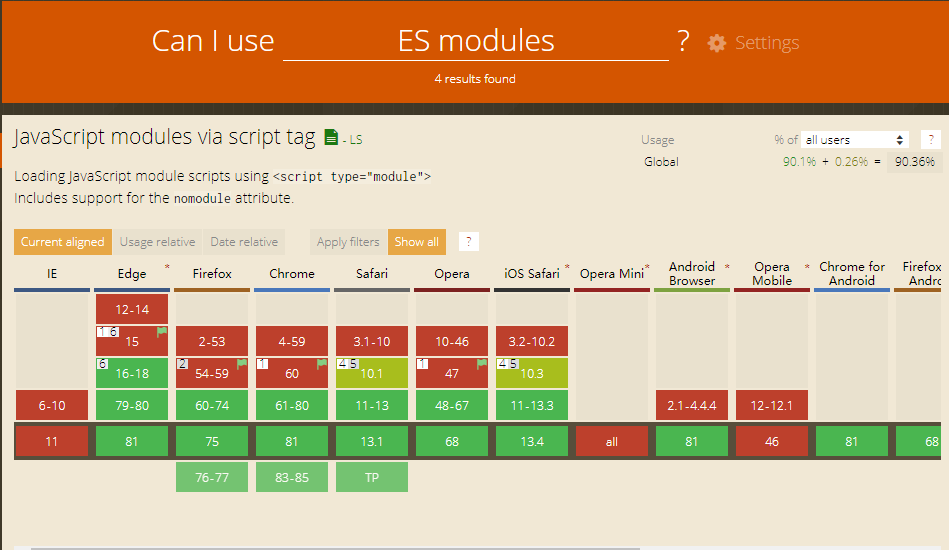 Can I use ES modules ? Settings
4 results found
JavaScript modules via script tag - LS
Usage % of all users ?
Global 90.1% + 0.26% = 90.36%
Loading JavaScript module scripts using <script type="module">
Includes support for the nomodule attribute.
Current aligned Usage relative Date relative Apply filters Show all ?
IE Edge * Firefox Chrome Safari Opera iOS Safari * Opera Mini * Android Browser * Opera Mobile * Chrome for Android Firefox Andro
12-14
1 6 15 2-53 4-59 3.1-10 10-46 3.2-10.2
6 16-18 2 54-59 1 60 4 5 10.1 1 47 4 5 10.3
6-10 79-80 60-74 61-80 11-13 48-67 11-13.3 2.1-4.4.4 12-12.1
11 81 75 81 13.1 68 13.4 all 81 46 81 68
76-77 83-85 TP